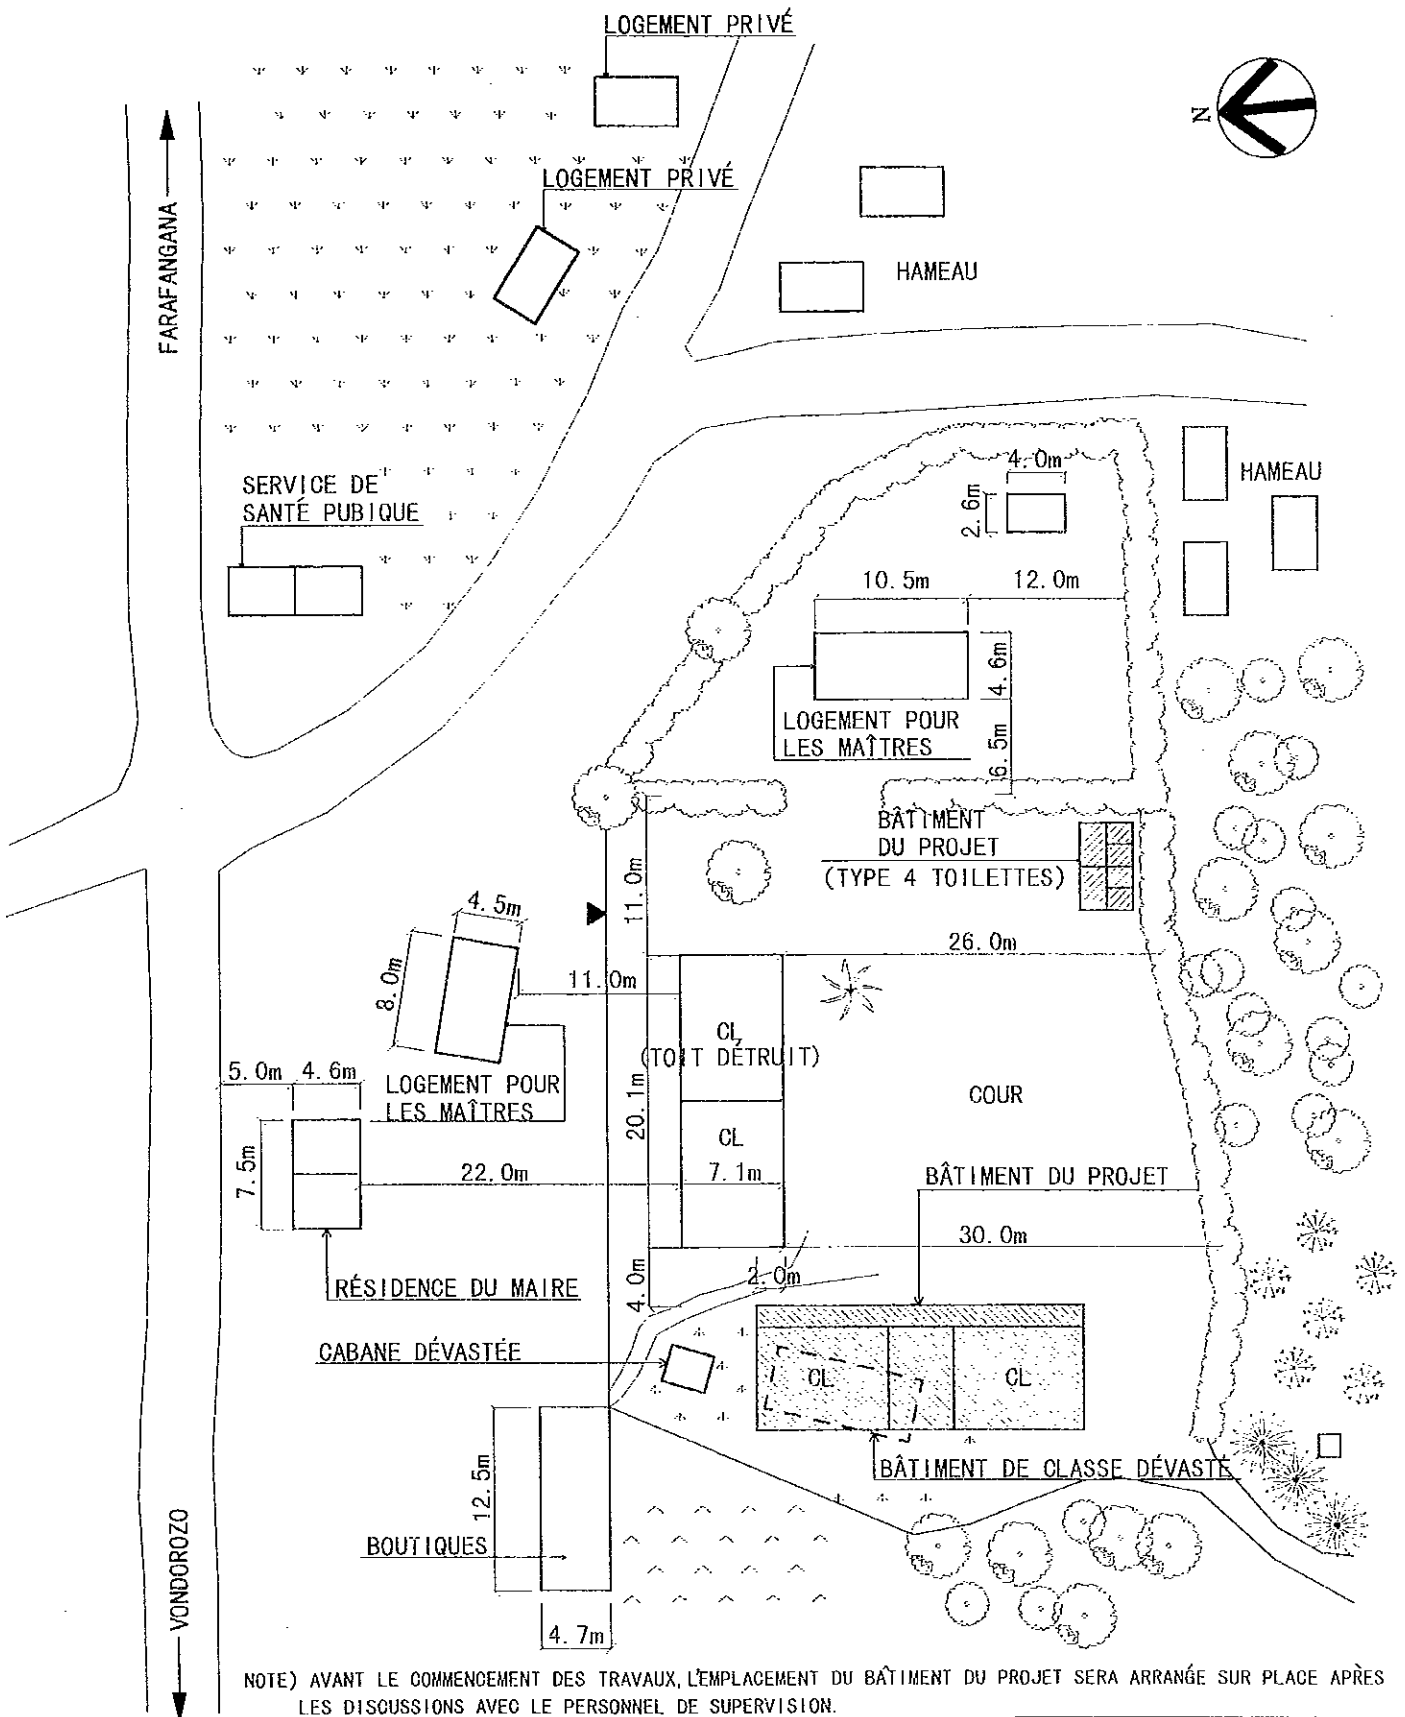 LOGEMENT PRIVÉ
N
LOGEMENT PRIVÉ
FARAFANGANA
HAMEAU
4.0m
HAMEAU
SERVICE DE
SANTÉ PUBIQUE
2.6m
10.5m
12.0m
4.6m
LOGEMENT POUR
LES MAÎTRES
6.5m
BÂTIMENT
DU PROJET
(TYPE 4 TOILETTES)
11.0m
4.5m
26.0m
8.0m
11.0m
CL
(TOIT DÉTRUIT)
5.0m
4.6m
LOGEMENT POUR
LES MAÎTRES
20.1m
COUR
CL
7.5m
22.0m
7.1m
BÂTIMENT DU PROJET
30.0m
RÉSIDENCE DU MAIRE
4.0m
2.0m
CABANE DÉVASTÉE
CL
CL
BÂTIMENT DE CLASSE DÉVASTÉ
12.5m
BOUTIQUES
VONDOROZO
4.7m
NOTE) AVANT LE COMMENCEMENT DES TRAVAUX, L'EMPLACEMENT DU BÂTIMENT DU PROJET SERA ARRANGÉ SUR PLACE APRÈS
LES DISCUSSIONS AVEC LE PERSONNEL DE SUPERVISION.